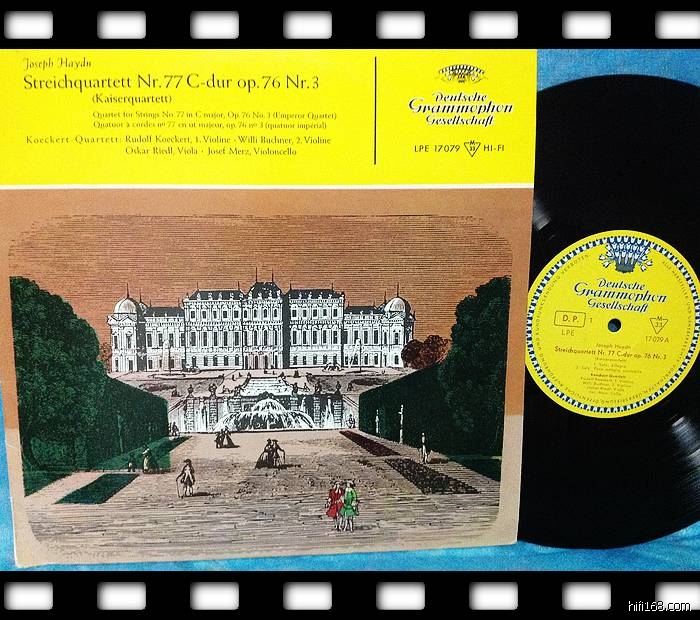 Joseph Haydn
Streichquartett Nr. 77 C-dur op. 76 Nr. 3
(Kaiserquartett)
Quartet for Strings No. 77 in C major, Op. 76 No. 3 (Emperor Quartet)
Quatuor à cordes nº 77 en ut majeur, op. 76 nº 3 (quatuor impérial)
Koeckert-Quartett: Rudolf Koeckert, 1. Violine · Willi Buchner, 2. Violine
Oskar Riedl, Viola · Josef Merz, Violoncello
Deutsche
Grammophon
Gesellschaft
LPE 17079 M 33 HI-FI
Deutsche
Grammophon
Gesellschaft
D. P. 1 M 33
LPE 17079 A
Joseph Haydn
Streichquartett Nr. 77 C-dur op. 76 Nr. 3
hifi168.com